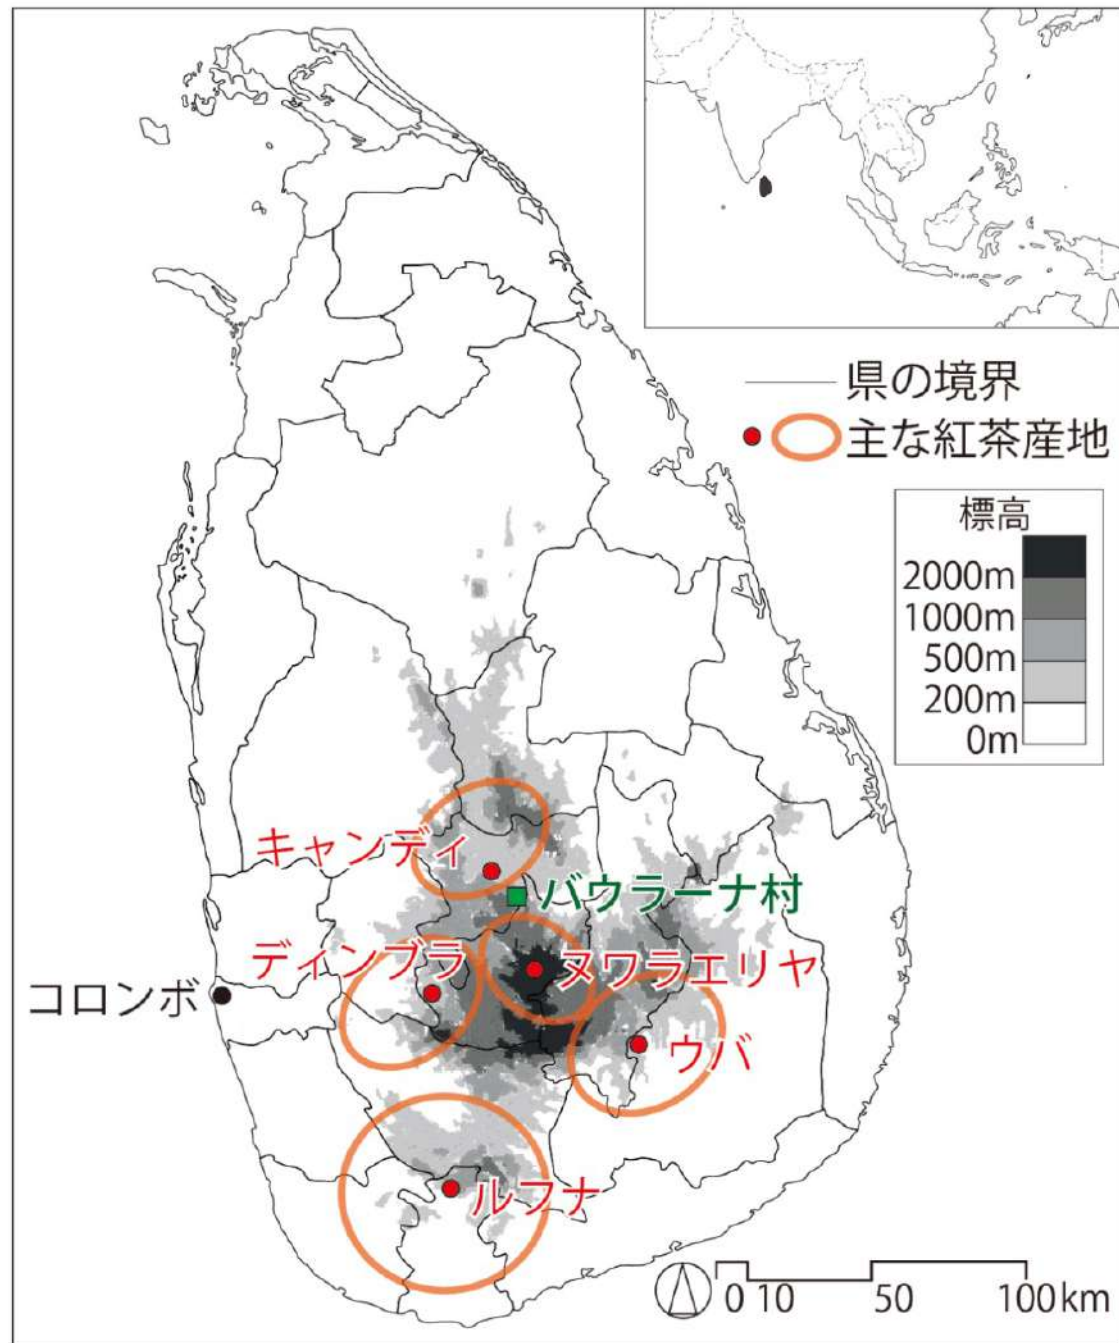 県の境界
主な紅茶産地
標高
2000m
1000m
500m
200m
0m
キャンディ
バウラーナ村
ディンブラ
ヌワラエリヤ
コロンボ
ウバ
ルフナ
0 10 50 100km